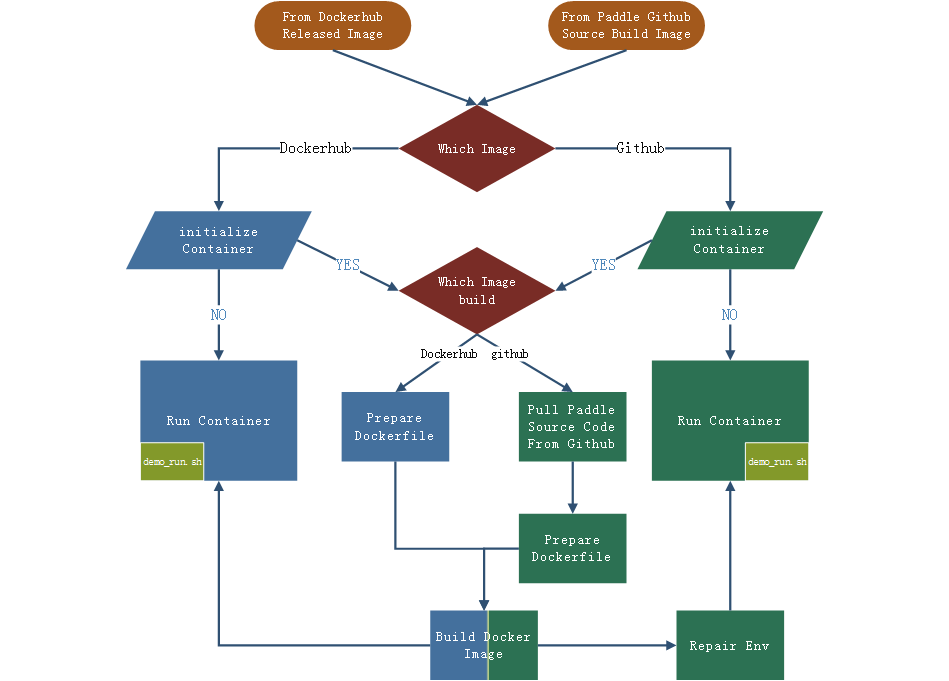 From Dockerhub
Released Image
From Paddle Github
Source Build Image
Dockerhub
Which Image
Github
initialize
Container
initialize
Container
YES
YES
Which Image
build
NO
NO
Dockerhub
github
Run Container
demo_run.sh
Prepare
Dockerfile
Pull Paddle
Source Code
From Github
Run Container
demo_run.sh
Prepare
Dockerfile
Build Docker
Image
Repair Env